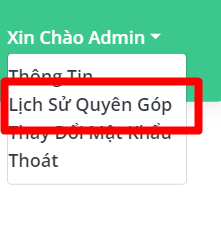 Xin Chào Admin
Thông Tin
Lịch Sử Quyên Góp
Thay Đổi Mật Khẩu
Thoát